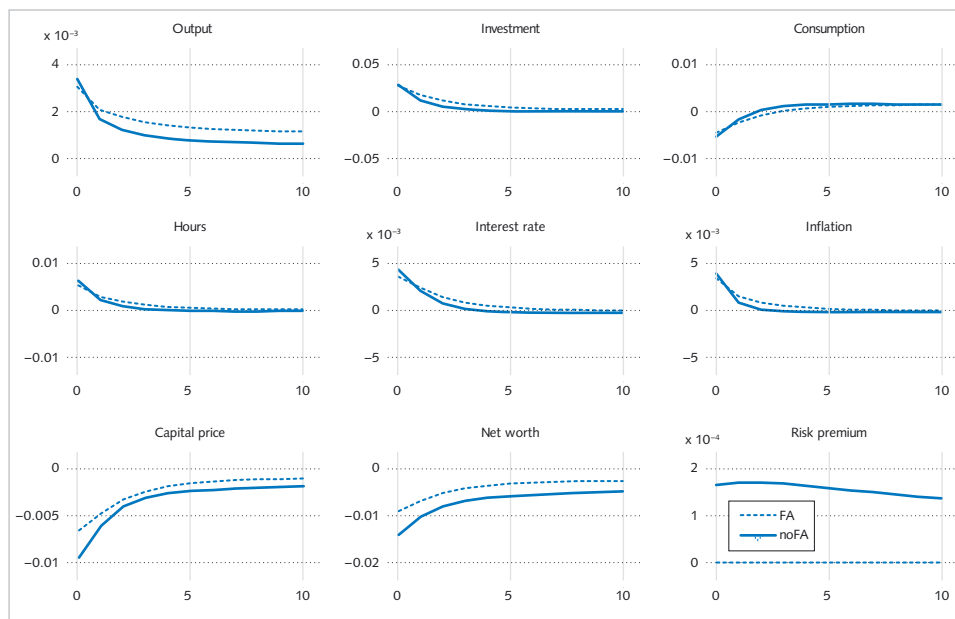 Output
Investment
Consumption
x 10⁻³
4
2
0
0 5 10
0.05
0
−0.05
0 5 10
0.01
0
−0.01
0 5 10
Hours
Interest rate
Inflation
0.01
0
−0.01
0 5 10
x 10⁻³
5
0
−5
0 5 10
x 10⁻³
5
0
−5
0 5 10
Capital price
Net worth
Risk premium
0
−0.005
−0.01
0 5 10
0
−0.01
−0.02
0 5 10
x 10⁻⁴
2
1
0
FA
noFA
0 5 10